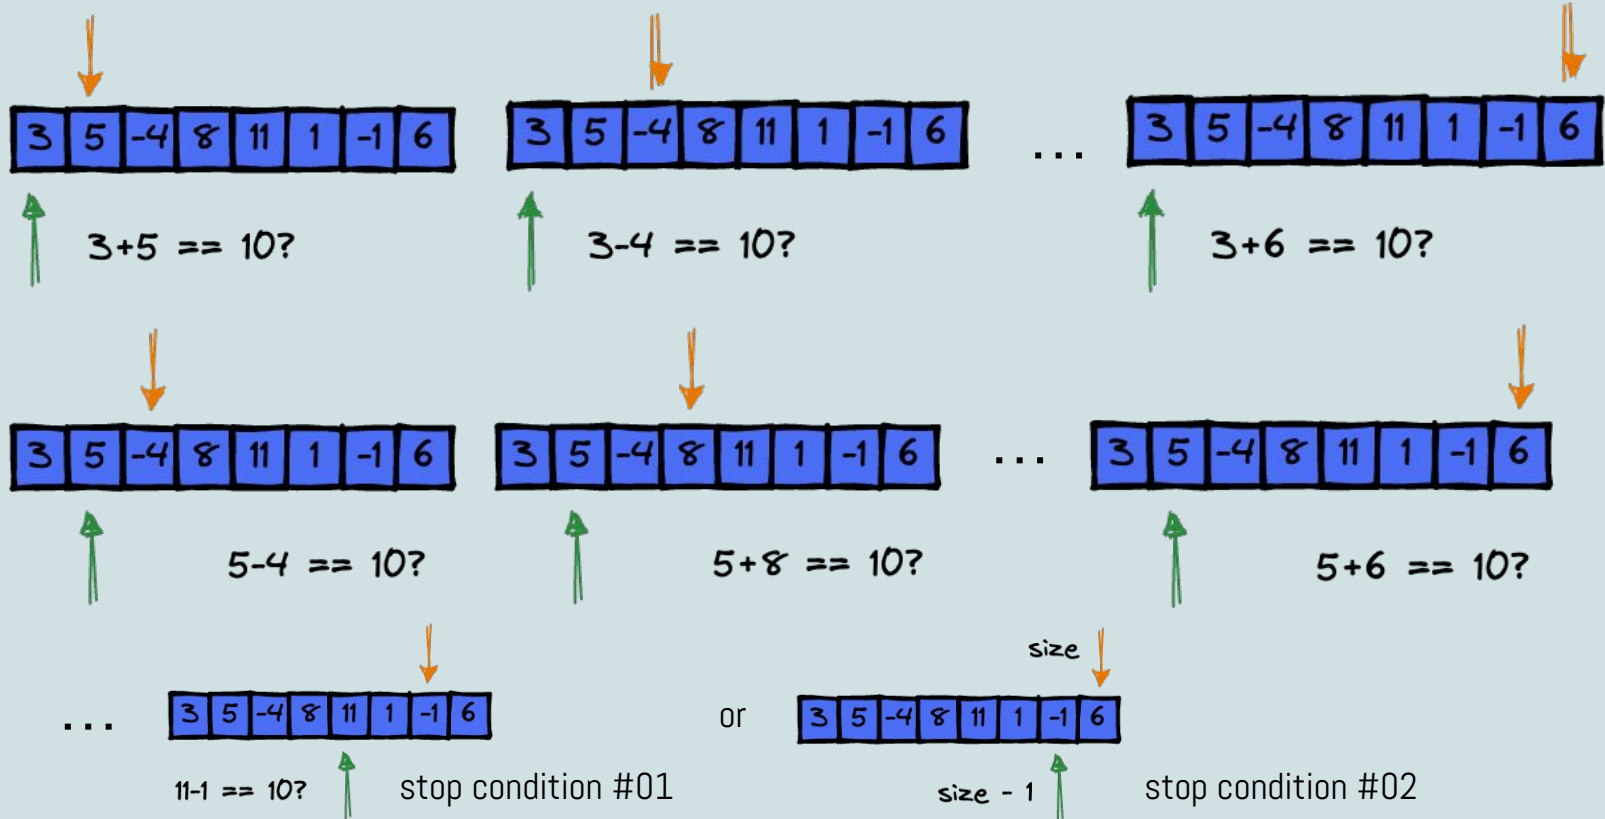 3 5 -4 8 11 1 -1 6
3 5 -4 8 11 1 -1 6
...
3 5 -4 8 11 1 -1 6
3+5 == 10?
3-4 == 10?
3+6 == 10?
3 5 -4 8 11 1 -1 6
3 5 -4 8 11 1 -1 6
...
3 5 -4 8 11 1 -1 6
5-4 == 10?
5+8 == 10?
5+6 == 10?
...
3 5 -4 8 11 1 -1 6
or
size
3 5 -4 8 11 1 -1 6
11-1 == 10?
stop condition #01
size - 1
stop condition #02